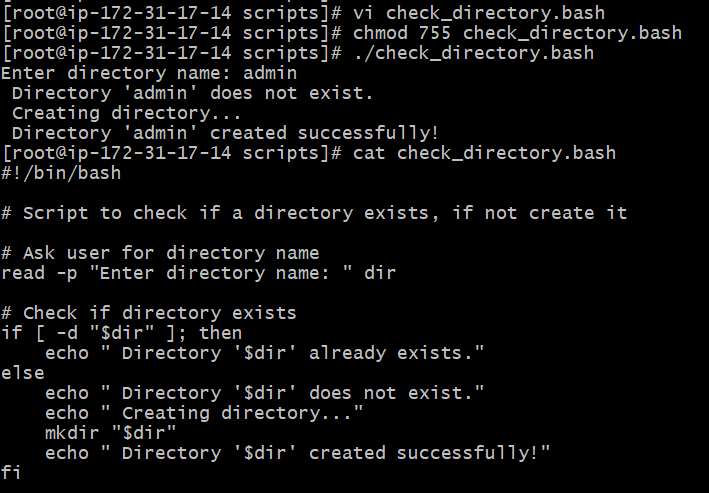 [root@ip-172-31-17-14 scripts]# vi check_directory.bash
[root@ip-172-31-17-14 scripts]# chmod 755 check_directory.bash
[root@ip-172-31-17-14 scripts]# ./check_directory.bash
Enter directory name: admin
 Directory 'admin' does not exist.
 Creating directory...
 Directory 'admin' created successfully!
[root@ip-172-31-17-14 scripts]# cat check_directory.bash
#!/bin/bash

# Script to check if a directory exists, if not create it

# Ask user for directory name
read -p "Enter directory name: " dir

# Check if directory exists
if [ -d "$dir" ]; then
    echo " Directory '$dir' already exists."
else
    echo " Directory '$dir' does not exist."
    echo " Creating directory..."
    mkdir "$dir"
    echo " Directory '$dir' created successfully!"
fi